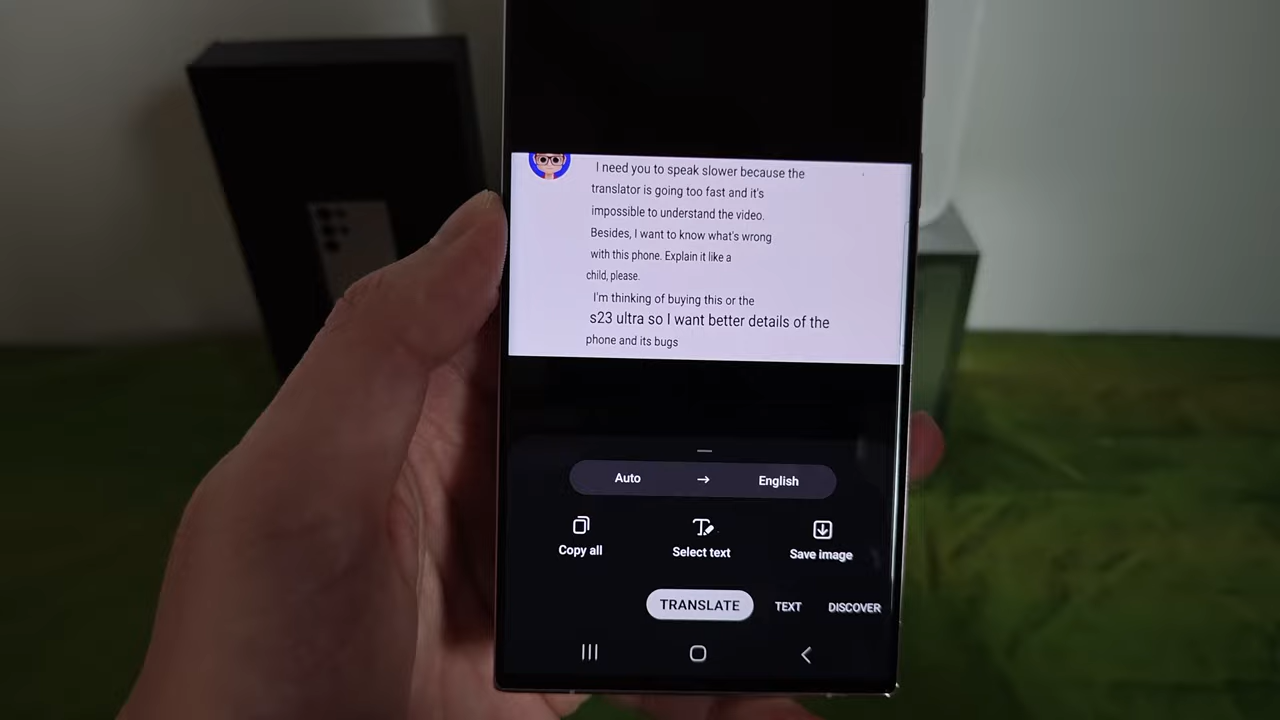 I need you to speak slower because the
translator is going too fast and it's
impossible to understand the video.
Besides, I want to know what's wrong
with this phone. Explain it like a
child, please.
I'm thinking of buying this or the
s23 ultra so I want better details of the
phone and its bugs
Auto → English
Copy all Select text Save image
TRANSLATE TEXT DISCOVER